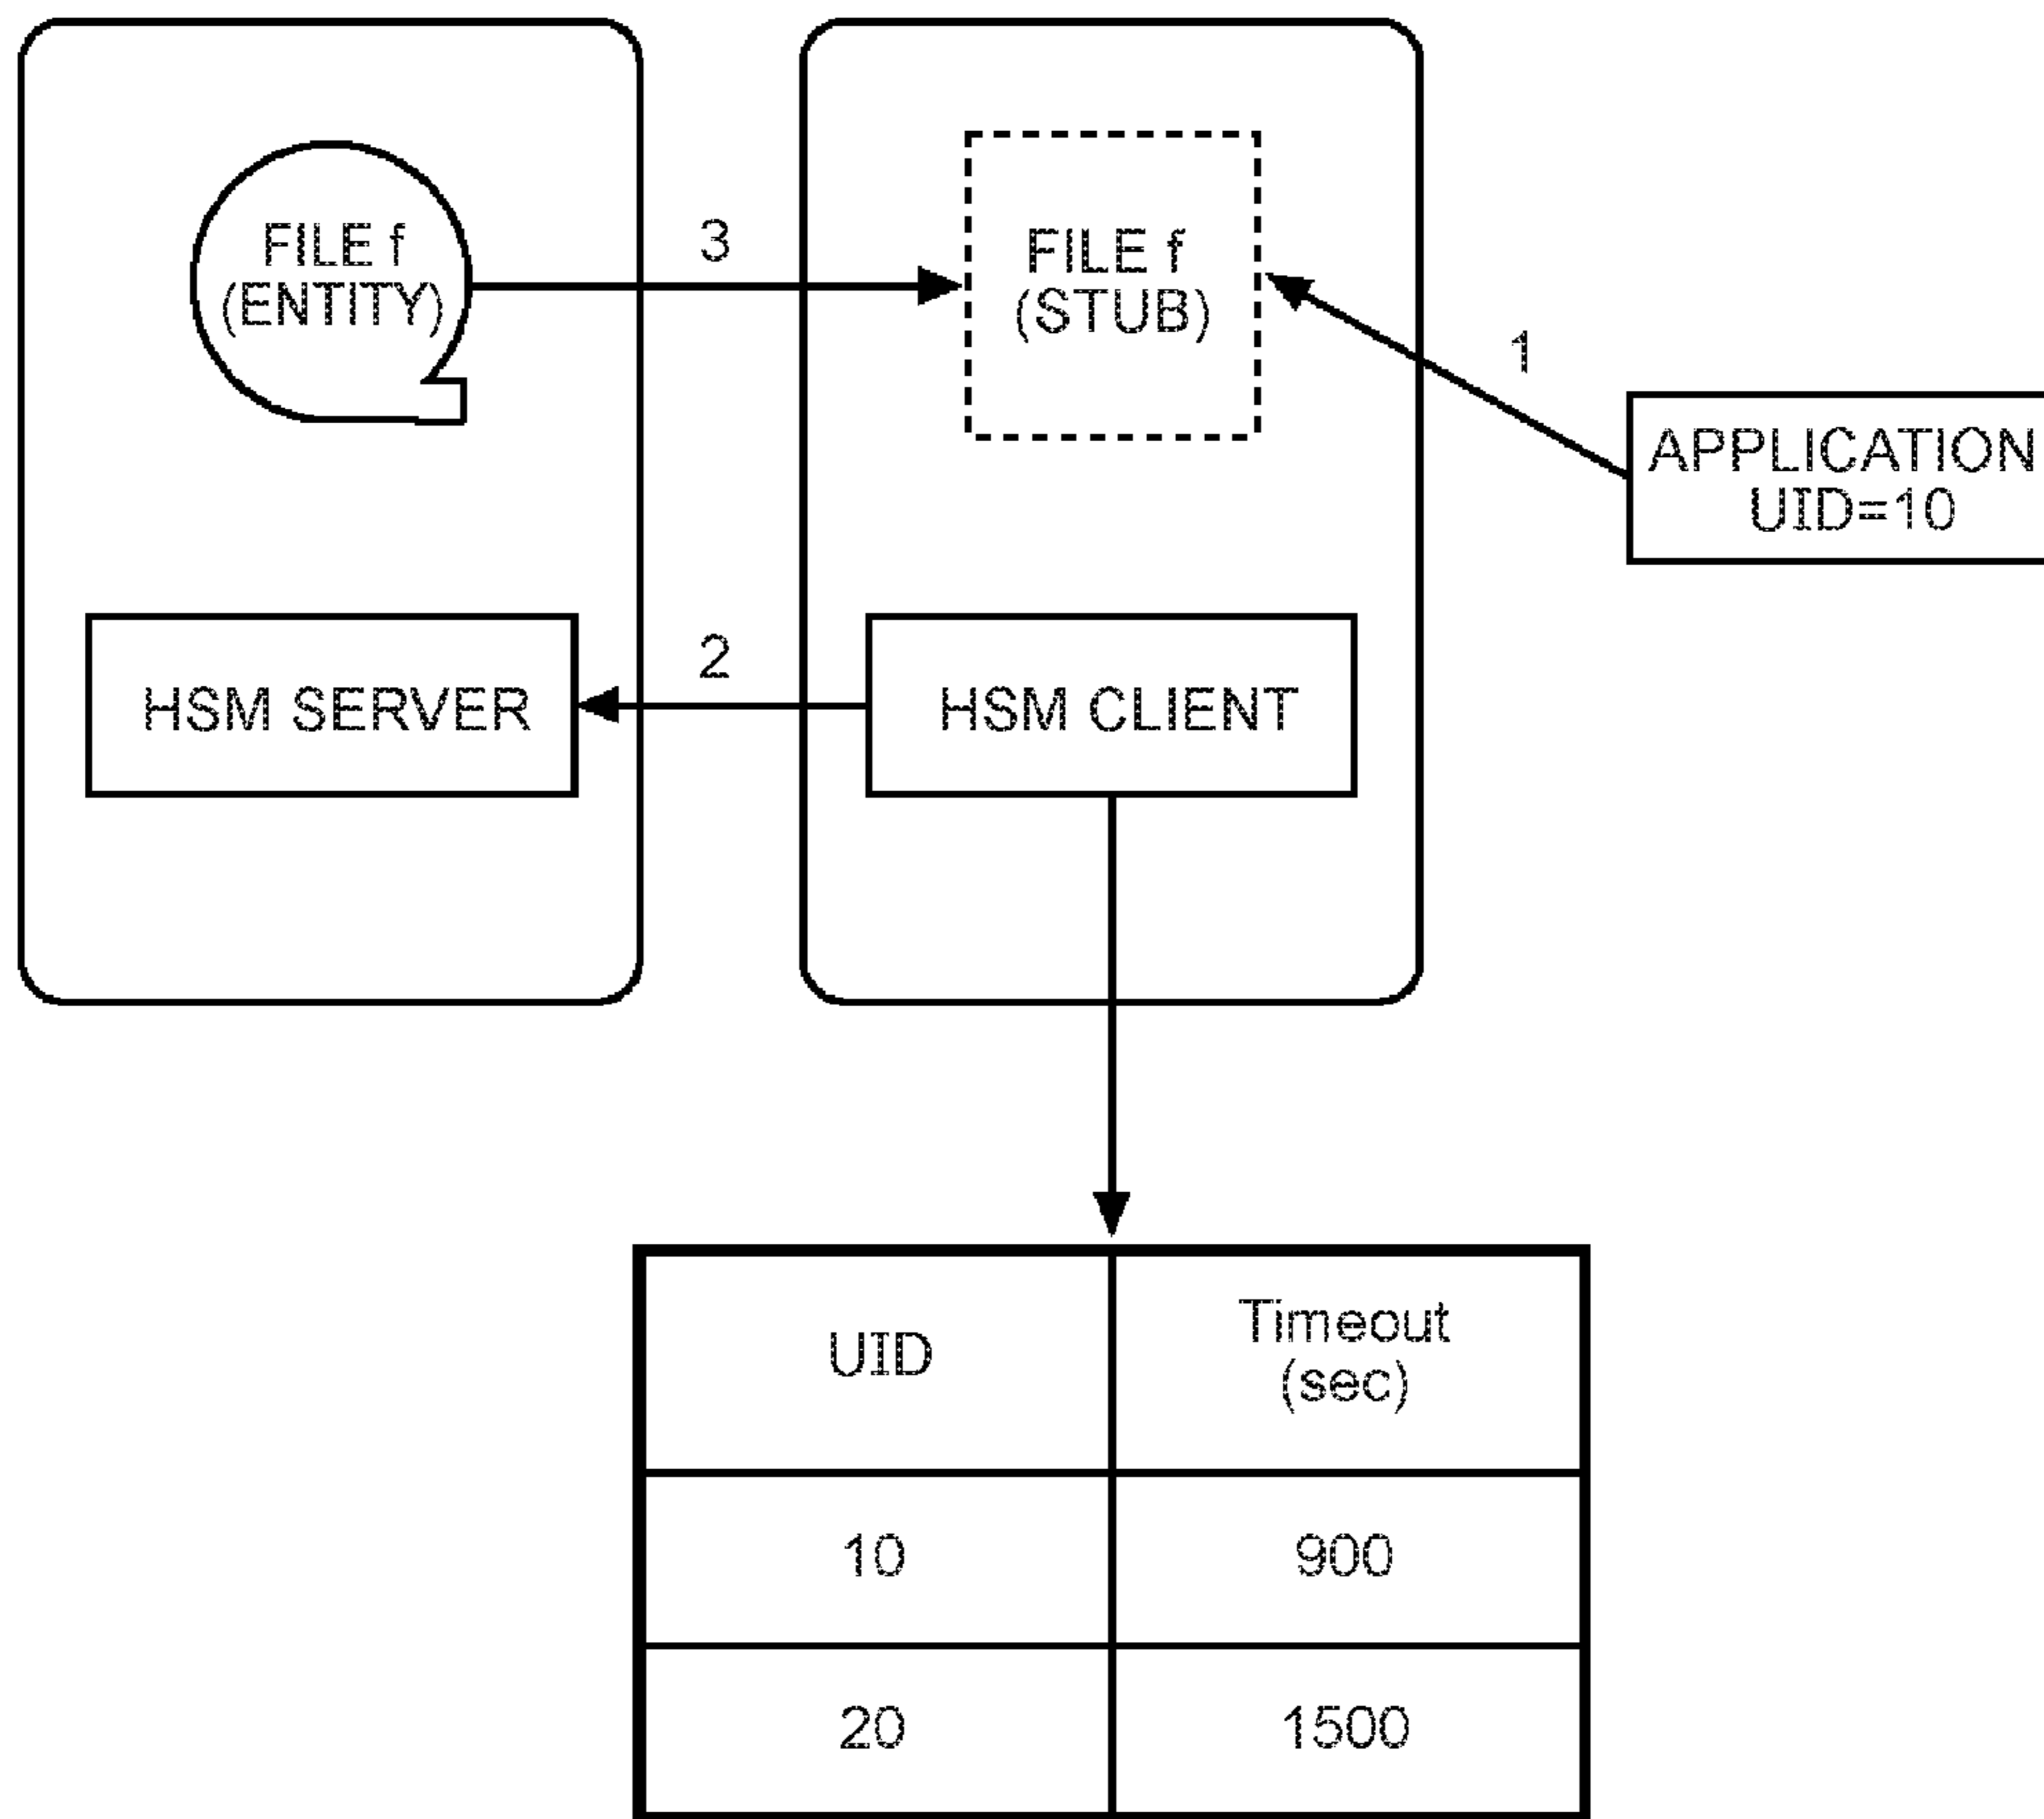 FILE f
(ENTITY)
3
FILE f
(STUB)
1
APPLICATION
UID=10
HSM SERVER
2
HSM CLIENT
UID
Timeout
(sec)
10
900
20
1500